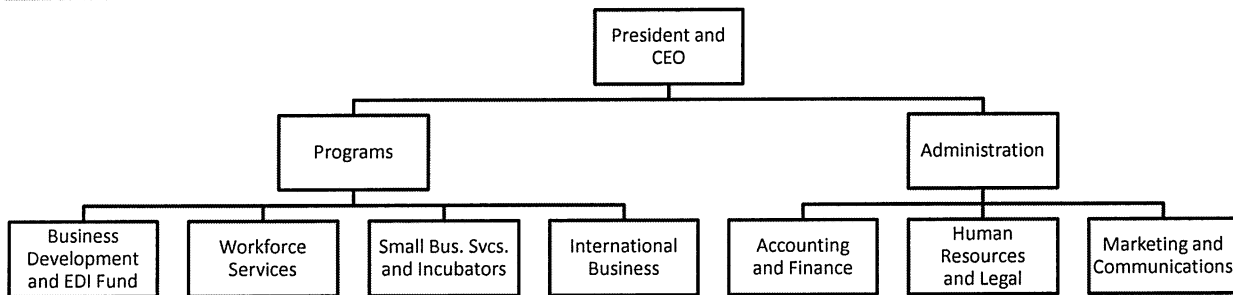 President and
CEO
Programs
Administration
Business
Development
and EDI Fund
Workforce
Services
Small Bus. Svcs.
and Incubators
International
Business
Accounting
and Finance
Human
Resources
and Legal
Marketing and
Communications